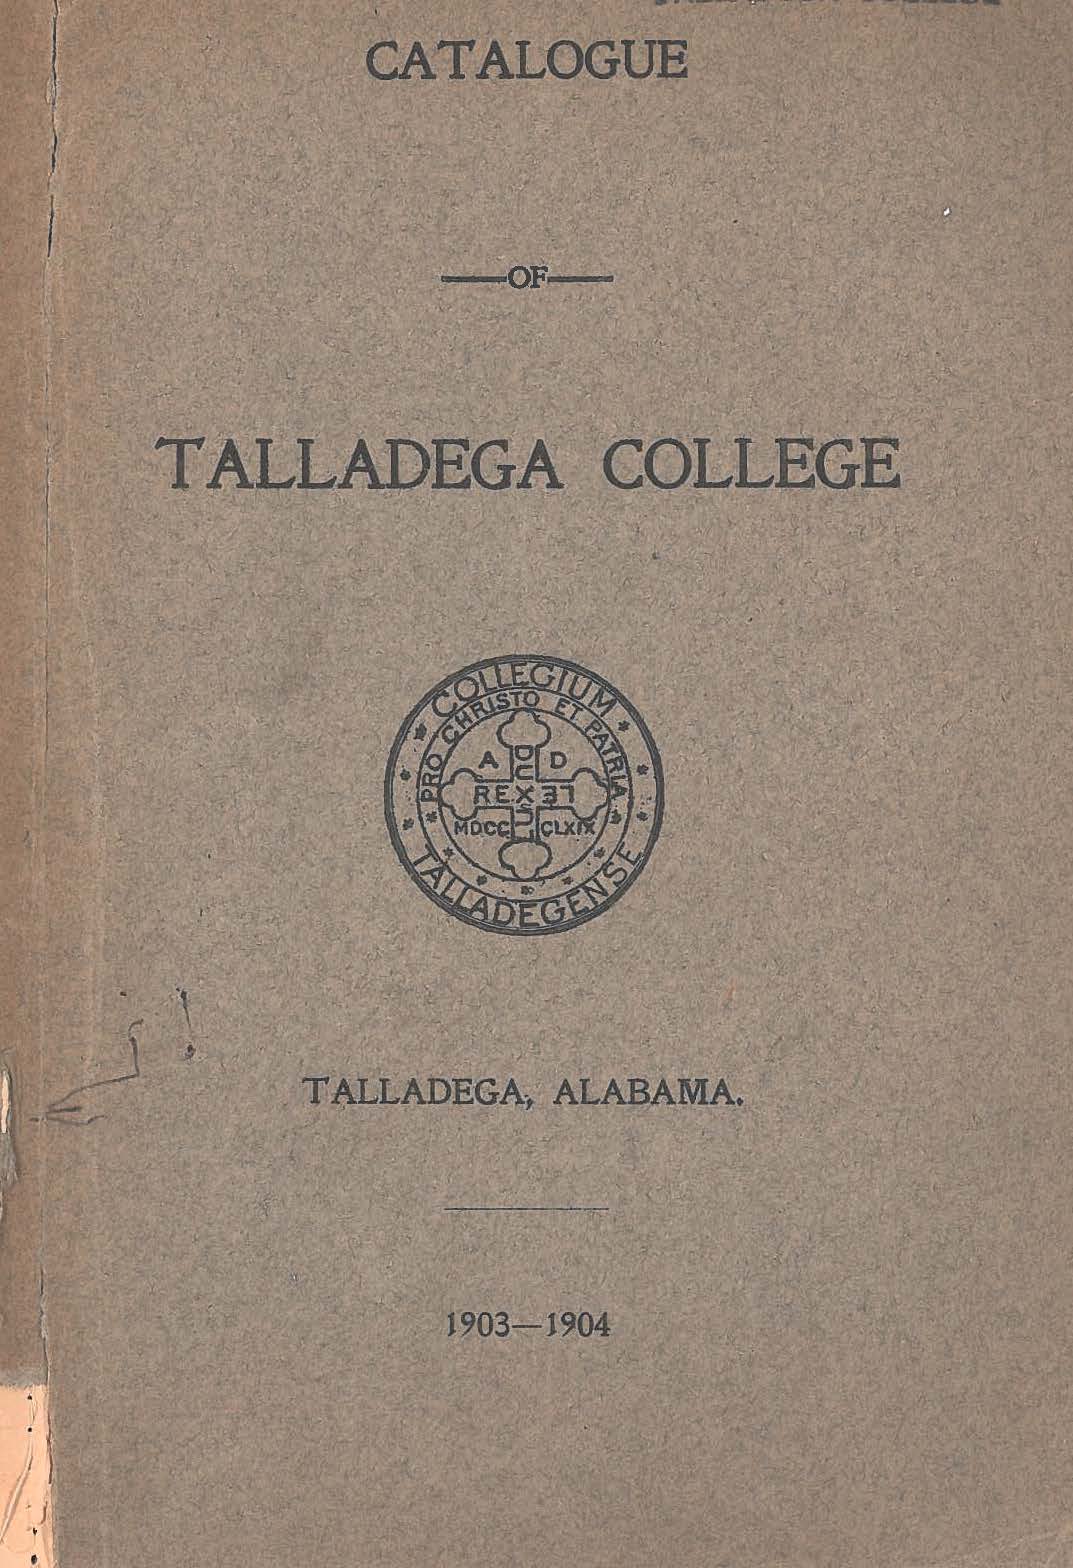 CATALOGUE
OF
TALLADEGA COLLEGE
COLLEGIUM
PRO CHRISTO ET PATRIA
A D
REX
MDCC CLXIX
TALLADEGENSE
TALLADEGA, ALABAMA.
1903—1904